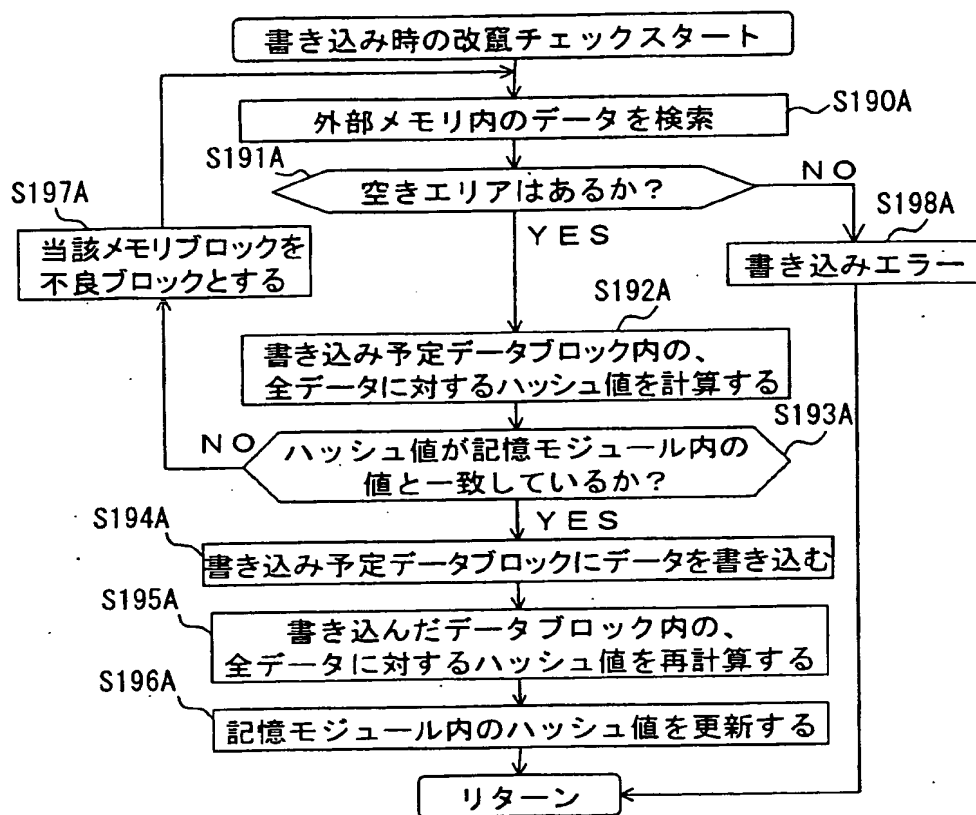 書き込み時の改竄チェックスタート
外部メモリ内のデータを検索
S190A
S191A
空きエリアはあるか?
NO
YES
S197A
当該メモリブロックを
不良ブロックとする
S198A
書き込みエラー
S192A
書き込み予定データブロック内の、
全データに対するハッシュ値を計算する
S193A
NO
ハッシュ値が記憶モジュール内の
値と一致しているか?
YES
S194A
書き込み予定データブロックにデータを書き込む
S195A
書き込んだデータブロック内の、
全データに対するハッシュ値を再計算する
S196A
記憶モジュール内のハッシュ値を更新する
リターン